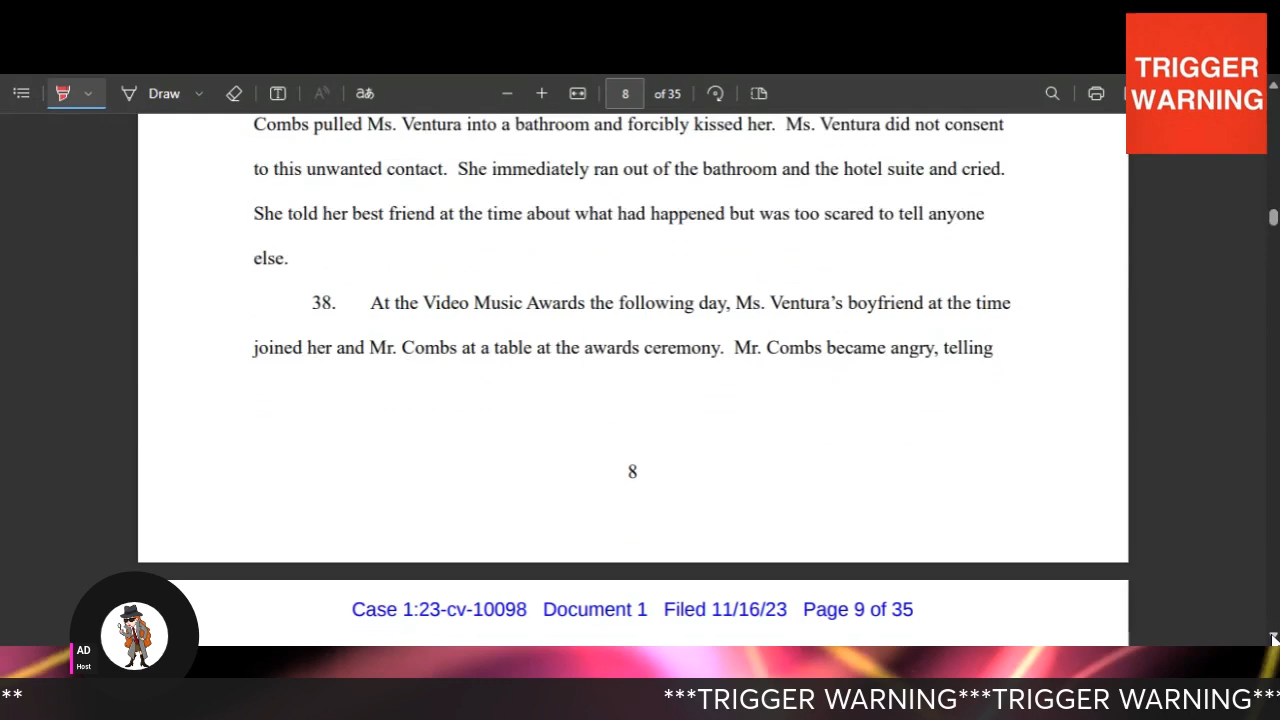 TRIGGER
WARNING
Draw
8 of 35
Combs pulled Ms. Ventura into a bathroom and forcibly kissed her. Ms. Ventura did not consent
to this unwanted contact. She immediately ran out of the bathroom and the hotel suite and cried.
She told her best friend at the time about what had happened but was too scared to tell anyone
else.
38. At the Video Music Awards the following day, Ms. Ventura’s boyfriend at the time
joined her and Mr. Combs at a table at the awards ceremony. Mr. Combs became angry, telling
8
Case 1:23-cv-10098 Document 1 Filed 11/16/23 Page 9 of 35
AD
Host
** ***TRIGGER WARNING***TRIGGER WARNING***